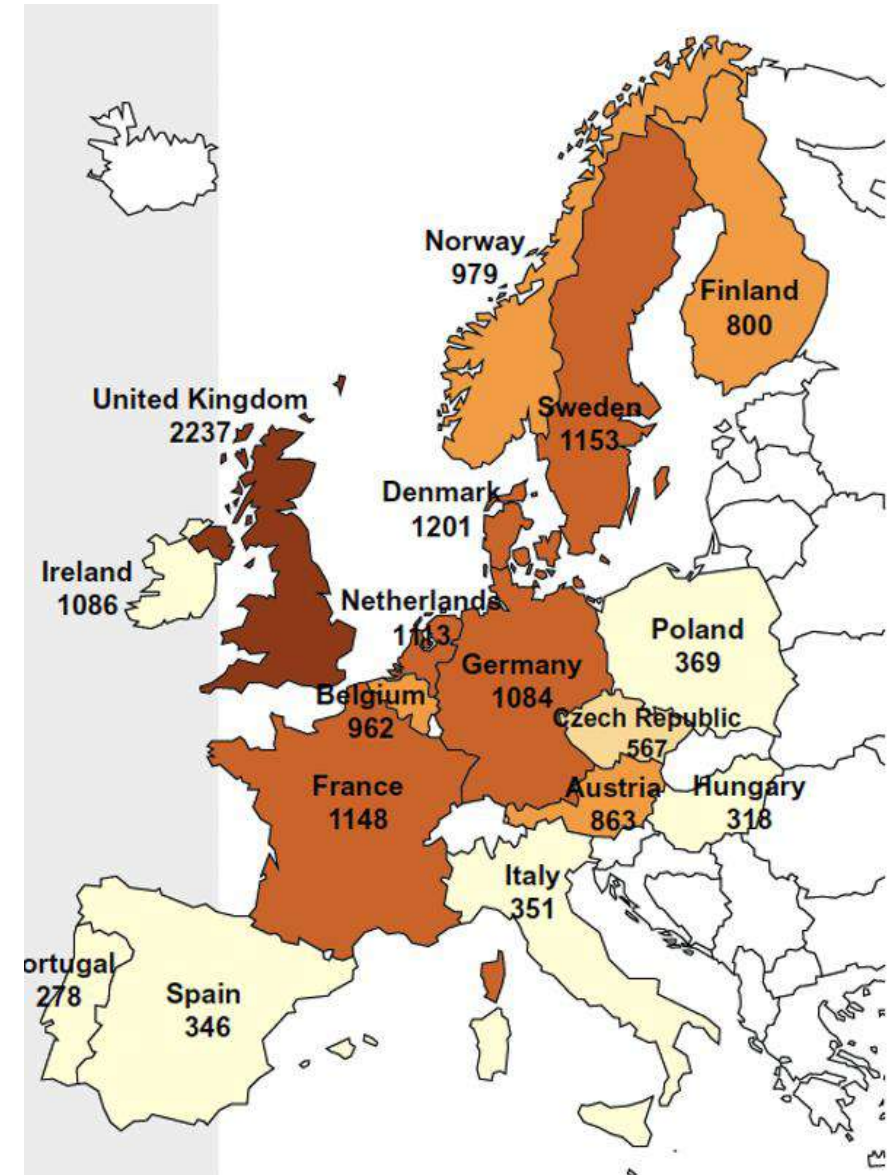 Norway
979
Finland
800
United Kingdom
2237
Sweden
1153
Denmark
1201
Ireland
1086
Netherlands
1113
Poland
369
Germany
1084
Belgium
962
Czech Republic
567
France
1148
Austria
863
Hungary
318
Italy
351
ortugal
278
Spain
346